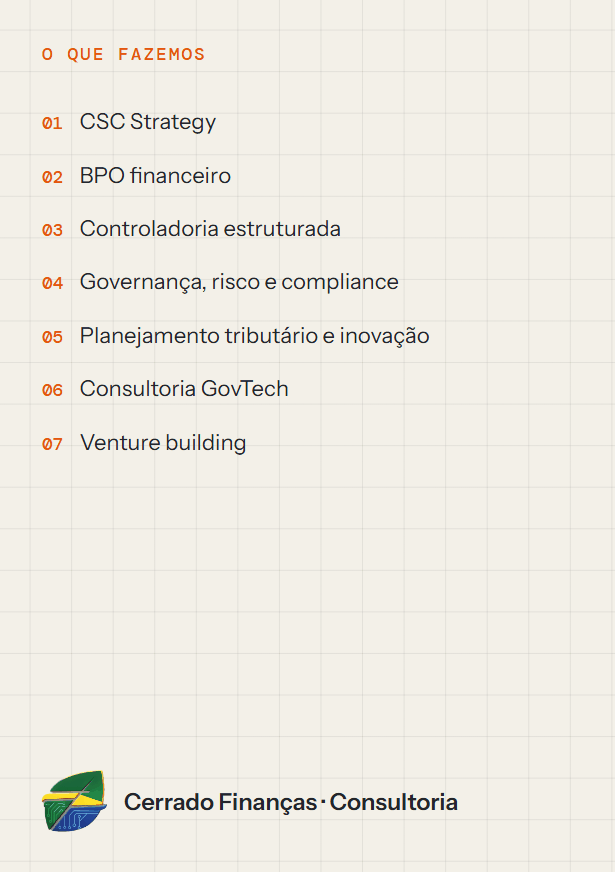 O QUE FAZEMOS
01 CSC Strategy
02 BPO financeiro
03 Controladoria estruturada
04 Governança, risco e compliance
05 Planejamento tributário e inovação
06 Consultoria GovTech
07 Venture building
Cerrado Finanças · Consultoria